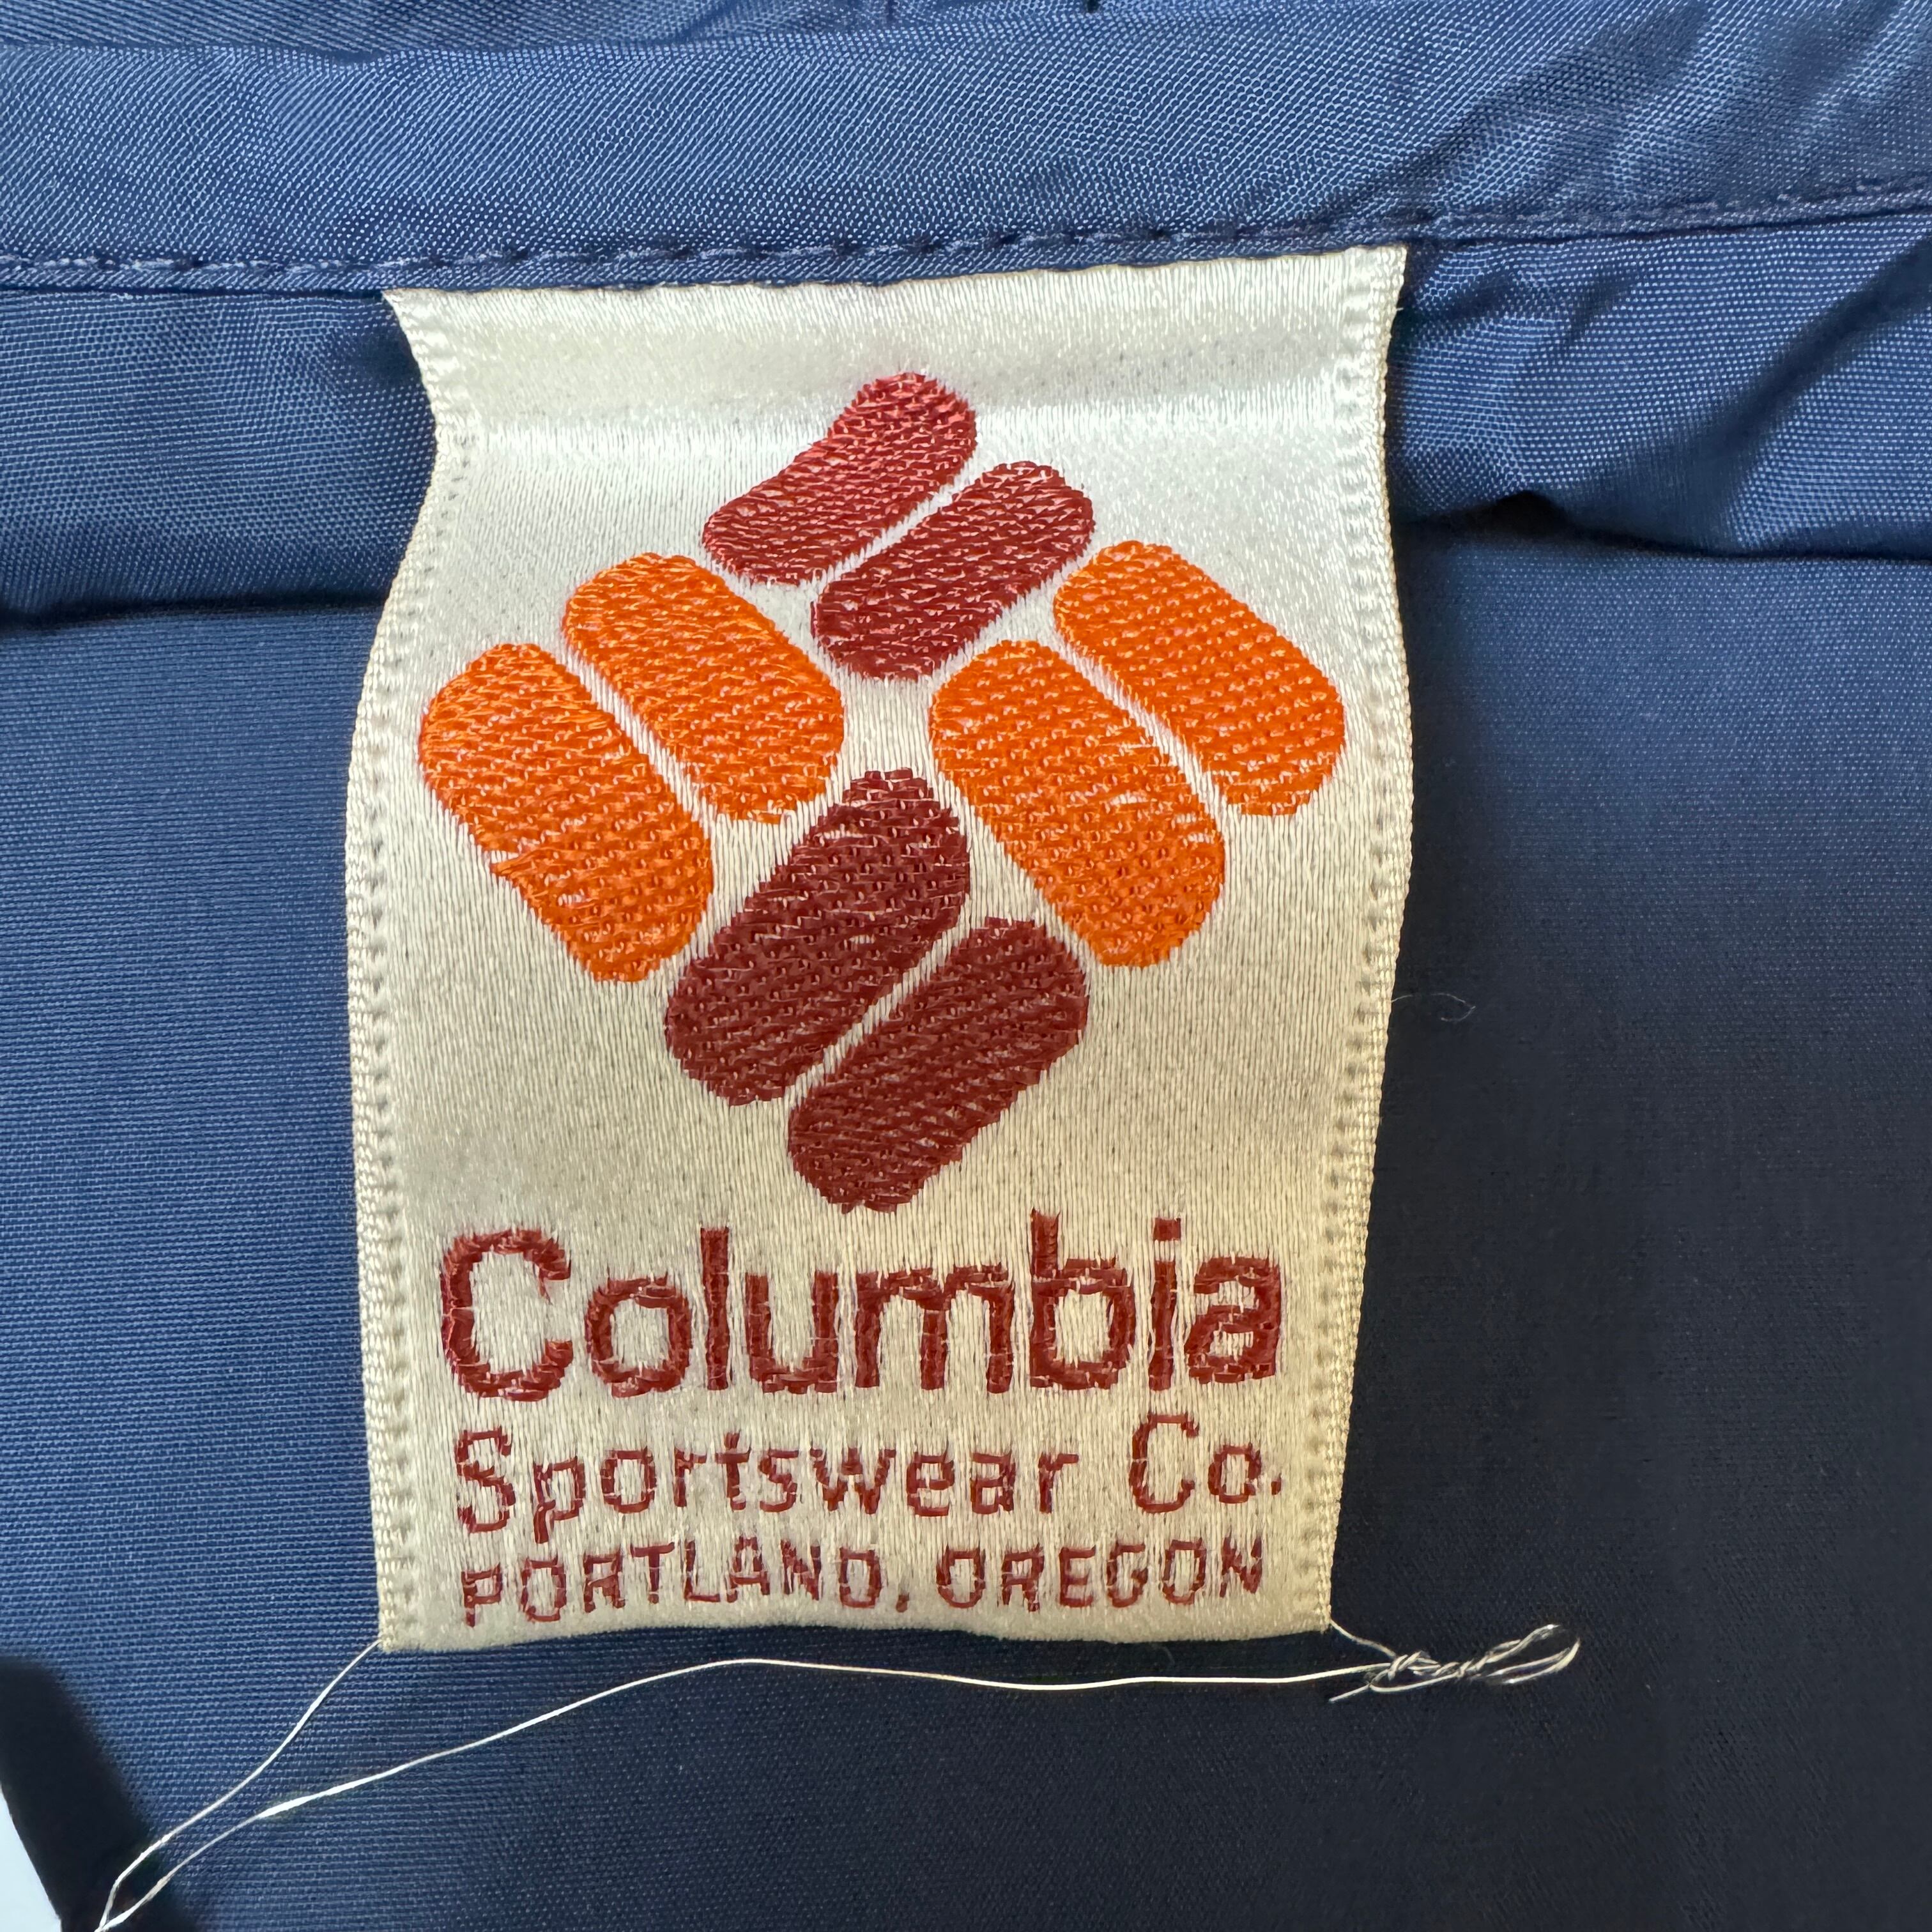 Columbia
Sportswear Co.
PORTLAND, OREGON